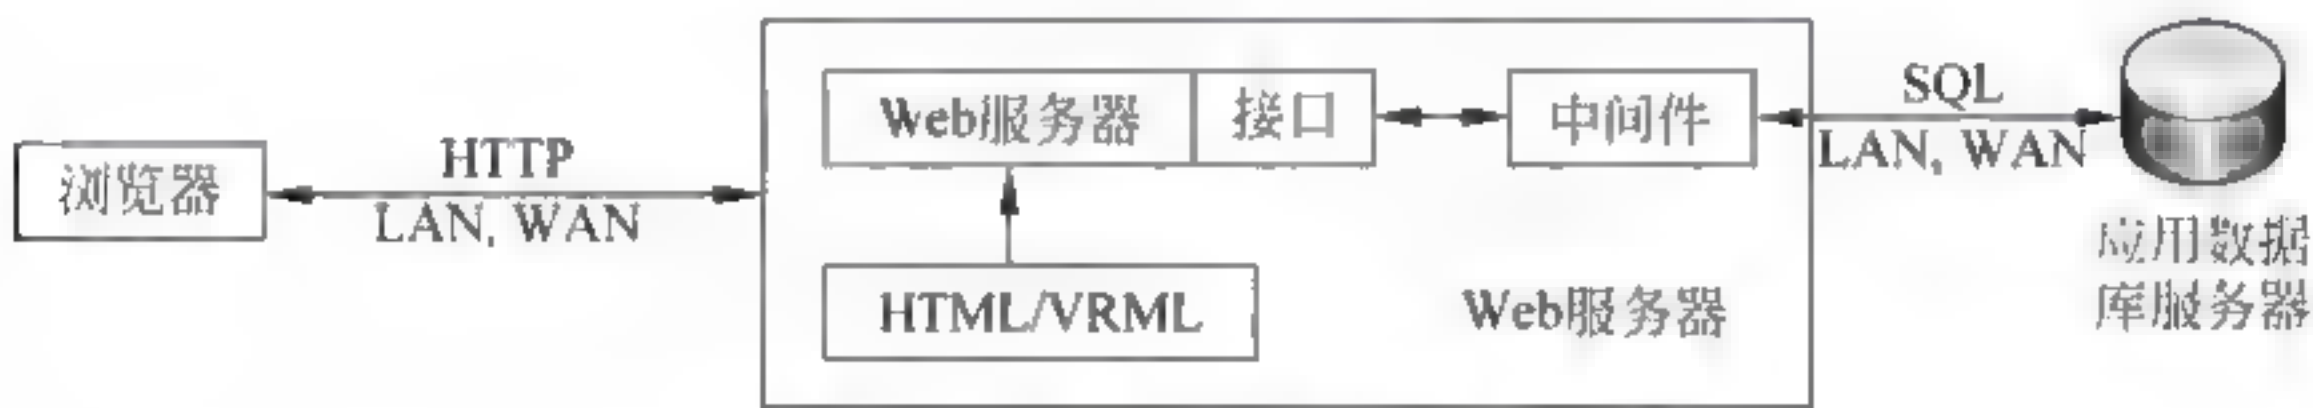 浏览器
HTTP
LAN, WAN
Web服务器
接口
中间件
HTML/VRML
Web服务器
SQL
LAN, WAN
应用数据
库服务器